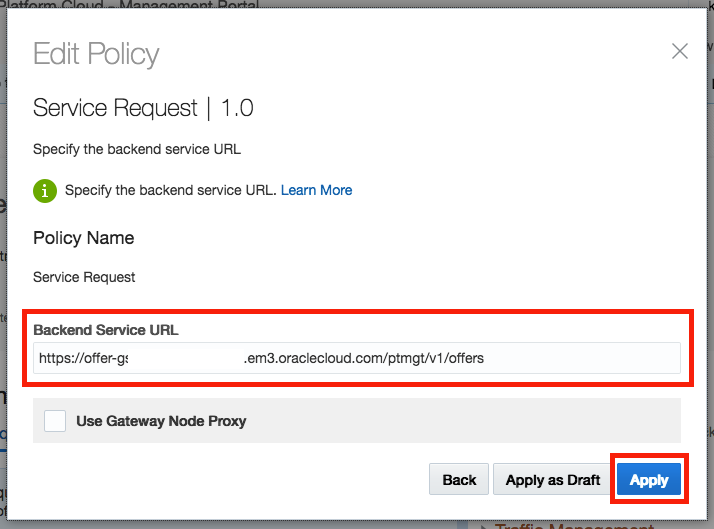 Platform Cloud - Management Portal
Edit Policy
Service Request | 1.0
Specify the backend service URL
Specify the backend service URL. Learn More
Policy Name
Service Request
Backend Service URL
https://offer-gs .em3.oraclecloud.com/ptmgt/v1/offers
Use Gateway Node Proxy
Back Apply as Draft Apply
Traffic Management